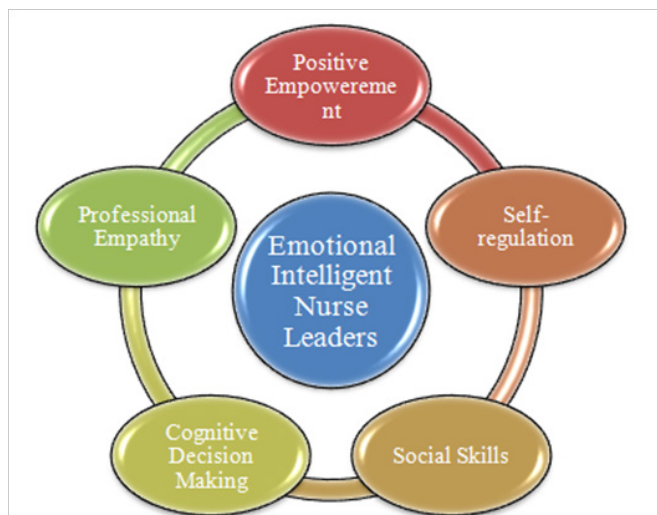 Positive
Empowereme
nt
Professional
Empathy
Self-
regulation
Emotional
Intelligent
Nurse
Leaders
Cognitive
Decision
Making
Social Skills